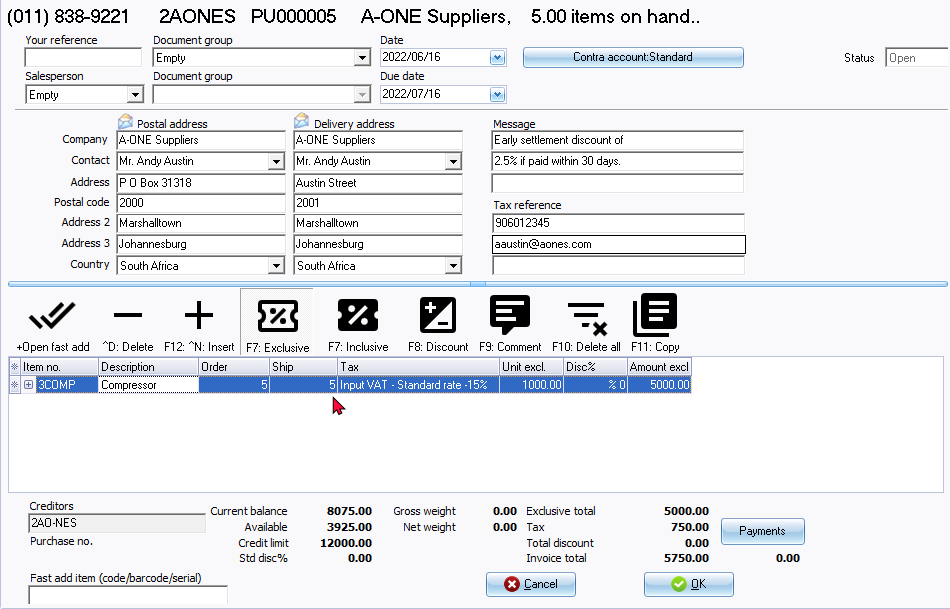 (011) 838-9221 2AONES PU000005 A-ONE Suppliers, 5.00 items on hand..
Your reference Document group Date
Empty 2022/06/16 Contra account:Standard Status Open
Salesperson Document group Due date
Empty 2022/07/16
Postal address Delivery address Message
Company A-ONE Suppliers A-ONE Suppliers Early settlement discount of
Contact Mr. Andy Austin Mr. Andy Austin 2.5% if paid within 30 days.
Address P O Box 31318 Austin Street
Postal code 2000 2001 Tax reference
Address 2 Marshalltown Marshalltown 906012345
Address 3 Johannesburg Johannesburg aaustin@aones.com
Country South Africa South Africa
+Open fast add ^D: Delete F12: ^N: Insert F7: Exclusive F7: Inclusive F8: Discount F9: Comment F10: Delete all F11: Copy
Item no. Description Order Ship Tax Unit excl. Disc% Amount excl
3COMP Compressor 5 5 Input VAT - Standard rate -15% 1000.00 % 0 5000.00
Creditors Current balance 8075.00 Gross weight 0.00 Exclusive total 5000.00
2AO-NES Available 3925.00 Net weight 0.00 Tax 750.00 Payments
Purchase no. Credit limit 12000.00 Total discount 0.00
Std disc% 0.00 Invoice total 5750.00 0.00
Fast add item (code/barcode/serial) Cancel OK